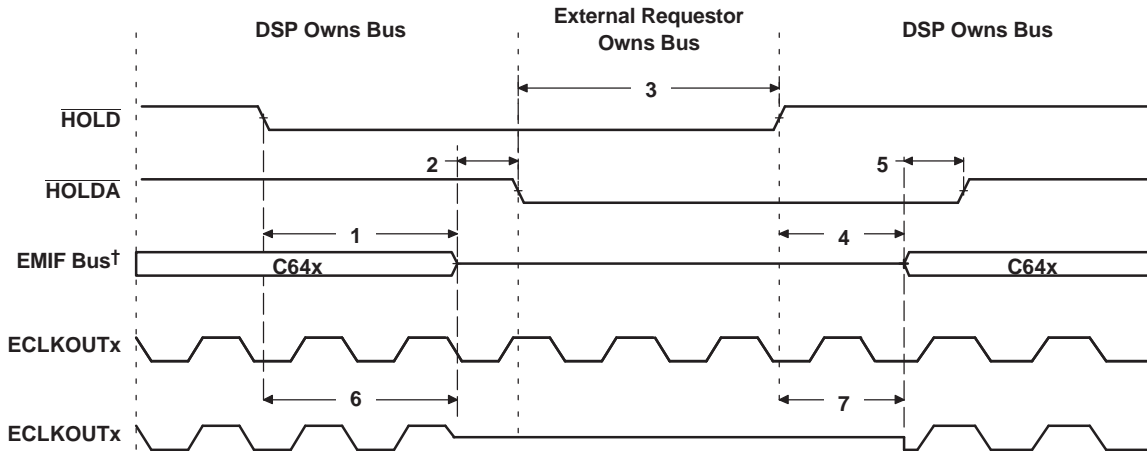 DSP Owns Bus
External Requestor
Owns Bus
DSP Owns Bus
3
HOLD
2
5
HOLDA
1
4
EMIF Bus†
C64x
C64x
ECLKOUTx
6
7
ECLKOUTx